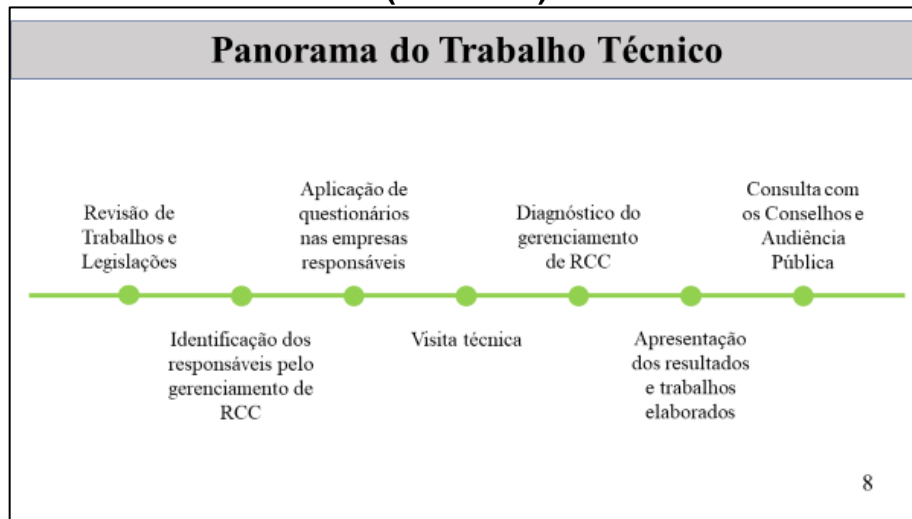 Panorama do Trabalho Técnico
Revisão de
Trabalhos e
Legislações
Identificação dos
responsáveis pelo
gerenciamento de
RCC
Aplicação de
questionários
nas empresas
responsáveis
Visita técnica
Diagnóstico do
gerenciamento
de RCC
Apresentação
dos resultados
e trabalhos
elaborados
Consulta com
os Conselhos e
Audiência
Pública
8